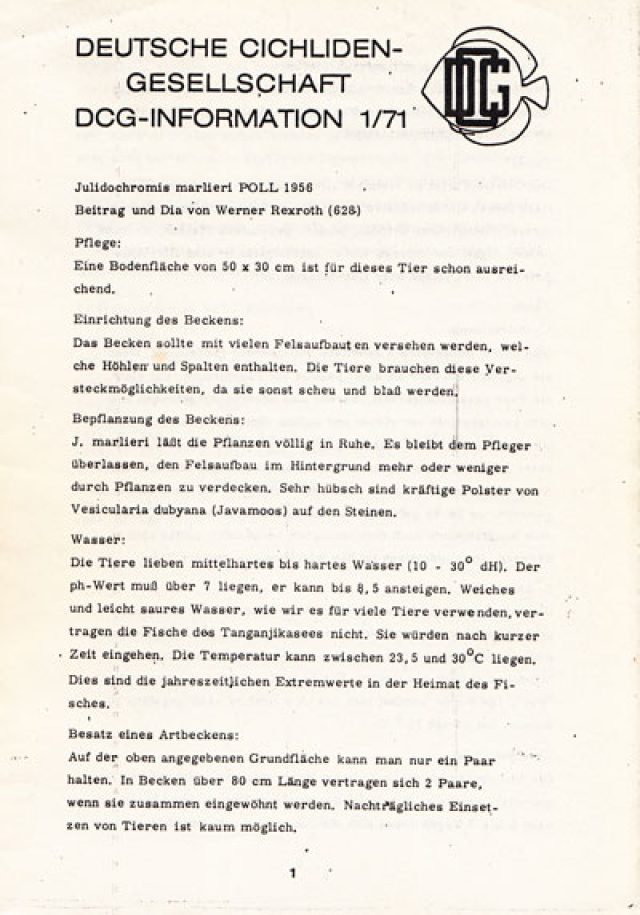 DEUTSCHE CICHLIDEN-
GESELLSCHAFT
DCG-INFORMATION 1/71
DCG
Julidochromis marlieri POLL 1956
Beitrag und Dia von Werner Rexroth (628)
Pflege:
Eine Bodenfläche von 50 x 30 cm ist für dieses Tier schon ausrei-
chend.
Einrichtung des Beckens:
Das Becken sollte mit vielen Felsaufbauten versehen werden, wel-
che Höhlen und Spalten enthalten. Die Tiere brauchen diese Ver-
steckmöglichkeiten, da sie sonst scheu und blaß werden.
Bepflanzung des Beckens:
J. marlieri läßt die Pflanzen völlig in Ruhe. Es bleibt dem Pfleger
überlassen, den Felsaufbau im Hintergrund mehr oder weniger
durch Pflanzen zu verdecken. Sehr hübsch sind kräftige Polster von
Vesicularia dubyana (Javamoos) auf den Steinen.
Wasser:
Die Tiere lieben mittelhartes bis hartes Wasser (10 - 30° dH). Der
ph-Wert muß über 7 liegen, er kann bis 8,5 ansteigen. Weiches
und leicht saures Wasser, wie wir es für viele Tiere verwenden, ver-
tragen die Fische des Tanganjikasees nicht. Sie würden nach kurzer
Zeit eingehen. Die Temperatur kann zwischen 23,5 und 30°C liegen.
Dies sind die jahreszeitlichen Extremwerte in der Heimat des Fi-
sches.
Besatz eines Artbeckens:
Auf der oben angegebenen Grundfläche kann man nur ein Paar
halten. In Becken über 80 cm Länge vertragen sich 2 Paare,
wenn sie zusammen eingewöhnt werden. Nachträgliches Einset-
zen von Tieren ist kaum möglich.
1